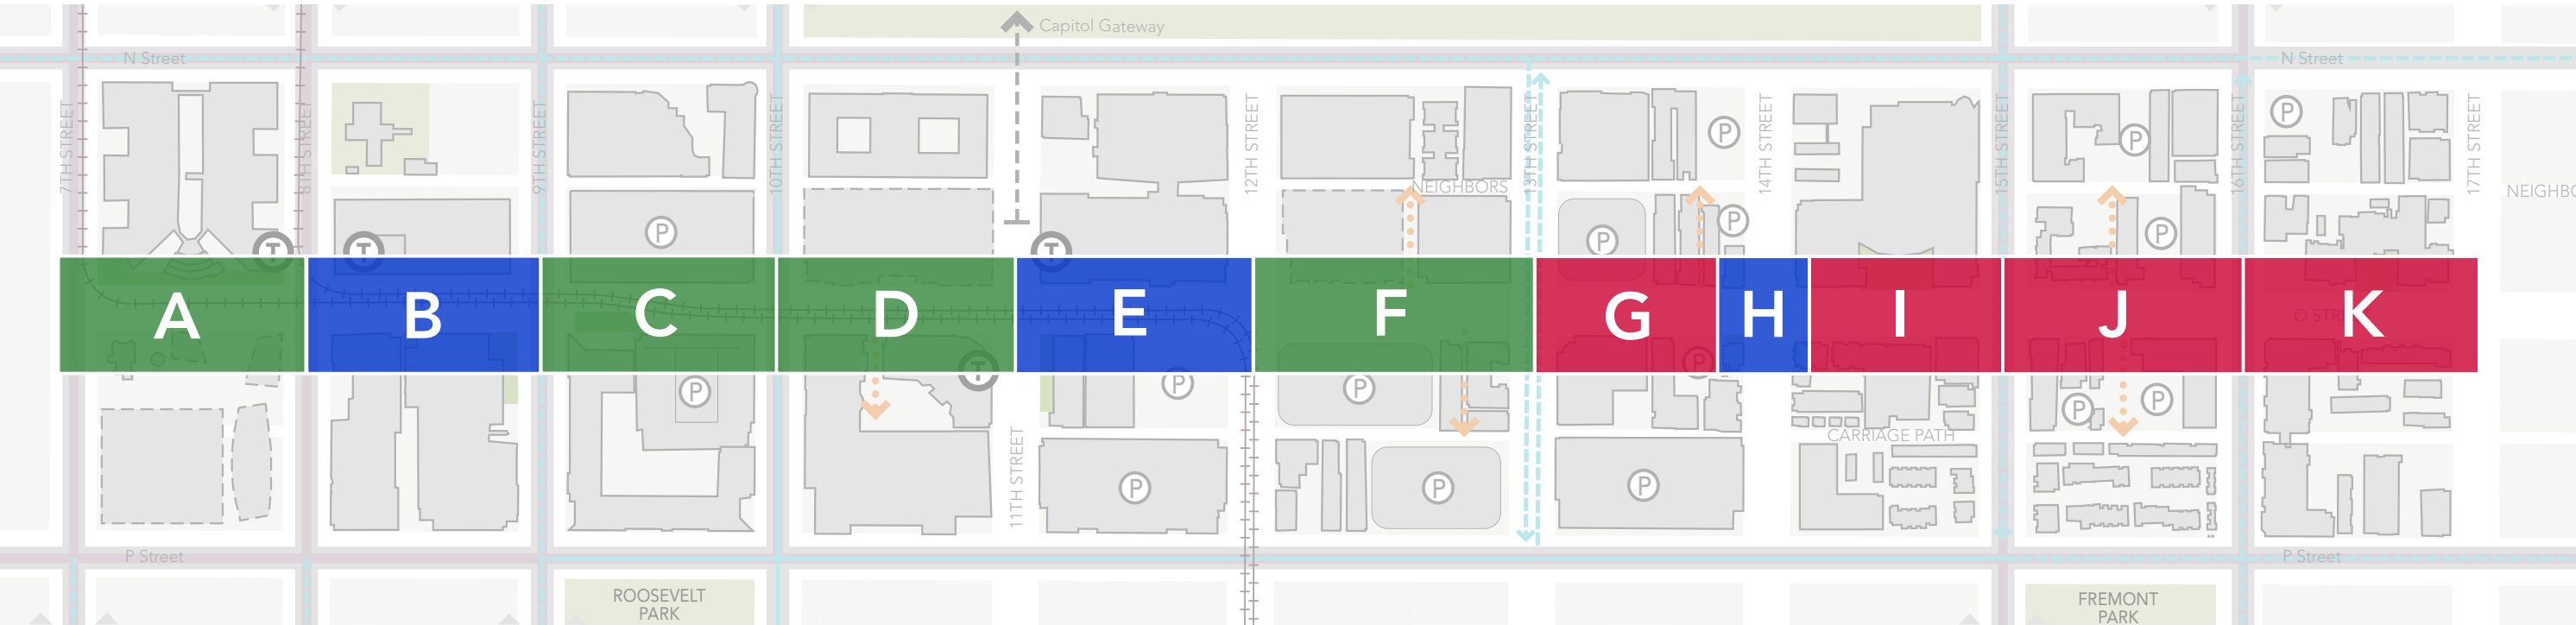 Capitol Gateway
N Street
N Street
7TH STREET
8TH STREET
9TH STREET
10TH STREET
12TH STREET
13TH STREET
14TH STREET
15TH STREET
16TH STREET
17TH STREET
P
P
P
P
NEIGHBORS
NEIGHBO
P
P
P
P
T
T
T
A
B
C
D
E
F
G
H
I
J
K
P
T
P
P
P
P
P
11TH STREET
CARRIAGE PATH
P
P
P
P Street
P Street
ROOSEVELT
PARK
FREMONT
PARK